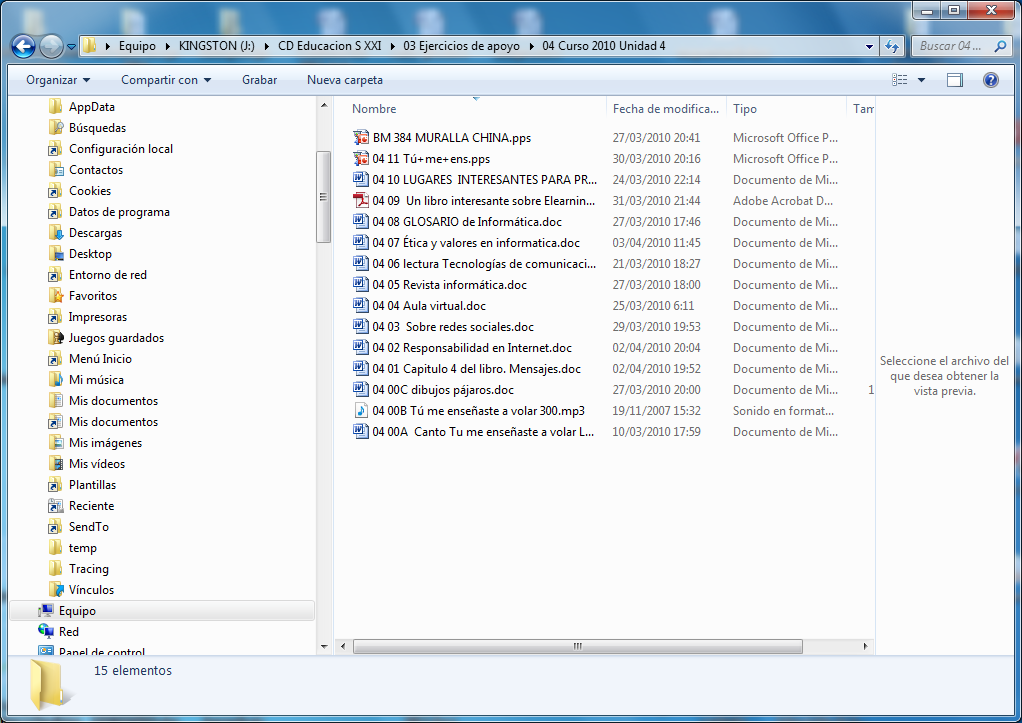 Equipo KINGSTON (J:) CD Educacion S XXI 03 Ejercicios de apoyo 04 Curso 2010 Unidad 4 Buscar 04 ...
Organizar Compartir con Grabar Nueva carpeta
AppData
Búsquedas
Configuración local
Contactos
Cookies
Datos de programa
Descargas
Desktop
Entorno de red
Favoritos
Impresoras
Juegos guardados
Menú Inicio
Mi música
Mis documentos
Mis documentos
Mis imágenes
Mis vídeos
Plantillas
Reciente
SendTo
temp
Tracing
Vínculos
Equipo
Red
Panel de control
Nombre Fecha de modifica... Tipo Tam
BM 384 MURALLA CHINA.pps 27/03/2010 20:41 Microsoft Office P...
04 11 Tú+me+ens.pps 30/03/2010 20:16 Microsoft Office P...
04 10 LUGARES  INTERESANTES PARA PR... 24/03/2010 22:14 Documento de Mi...
04 09  Un libro interesante sobre Elearnin... 31/03/2010 21:44 Adobe Acrobat D...
04 08 GLOSARIO de Informática.doc 27/03/2010 17:46 Documento de Mi...
04 07 Ética y valores en informatica.doc 03/04/2010 11:45 Documento de Mi...
04 06 lectura Tecnologías de comunicaci... 21/03/2010 18:27 Documento de Mi...
04 05 Revista informática.doc 27/03/2010 18:00 Documento de Mi...
04 04 Aula virtual.doc 25/03/2010 6:11 Documento de Mi...
04 03  Sobre redes sociales.doc 29/03/2010 19:53 Documento de Mi...
04 02 Responsabilidad en Internet.doc 02/04/2010 20:04 Documento de Mi...
04 01 Capitulo 4 del libro. Mensajes.doc 02/04/2010 19:52 Documento de Mi...
04 00C dibujos pájaros.doc 27/03/2010 20:00 Documento de Mi... 1
04 00B Tú me enseñaste a volar 300.mp3 19/11/2007 15:32 Sonido en format...
04 00A  Canto Tu me enseñaste a volar L... 10/03/2010 17:59 Documento de Mi...
Seleccione el archivo del
que desea obtener la
vista previa.
15 elementos